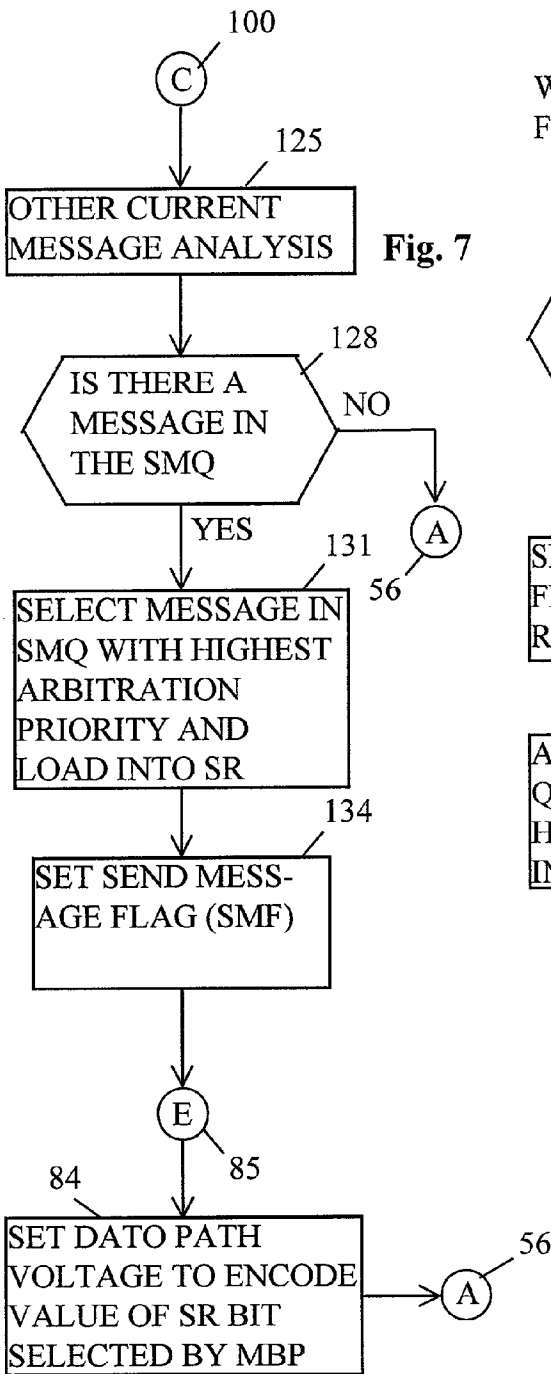 100
C
125
OTHER CURRENT
MESSAGE ANALYSIS
Fig. 7
128
IS THERE A
MESSAGE IN
THE SMQ
NO
A
56
YES
131
SELECT MESSAGE IN
SMQ WITH HIGHEST
ARBITRATION
PRIORITY AND
LOAD INTO SR
134
SET SEND MESS-
AGE FLAG (SMF)
E
85
84
SET DATO PATH
VOLTAGE TO ENCODE
VALUE OF SR BIT
SELECTED BY MBP
56
A
W
F